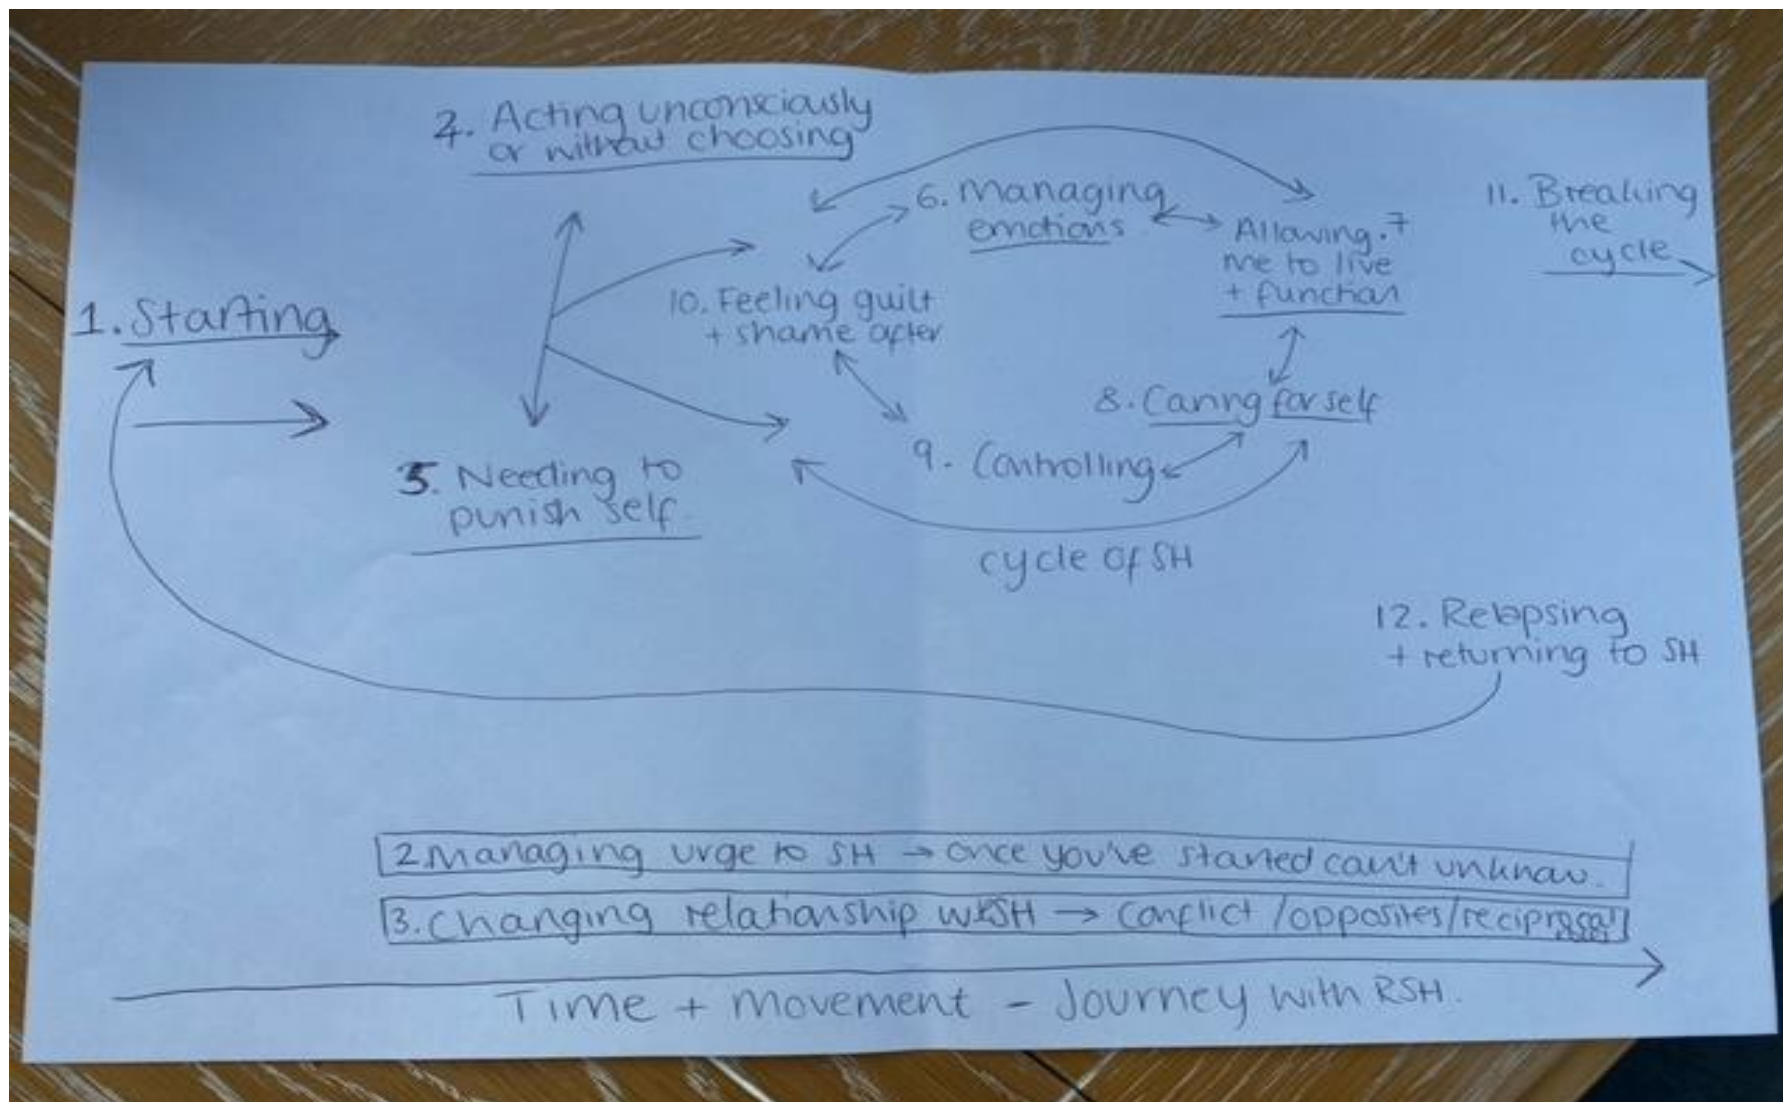 4. Acting unconsciously
or without choosing
6. Managing
emotions
11. Breaking
the
cycle
Allowing.7
me to live
+ function
1. Starting
10. Feeling guilt
+ shame after
8. Caring for self
9. Controlling
5. Needing to
punish self.
cycle of SH
12. Relapsing
+ returning to SH
2. Managing urge to SH → once you've started can't unknow.
3. Changing relationship w SH → conflict /opposites/
Time + movement - Journey with RSH.